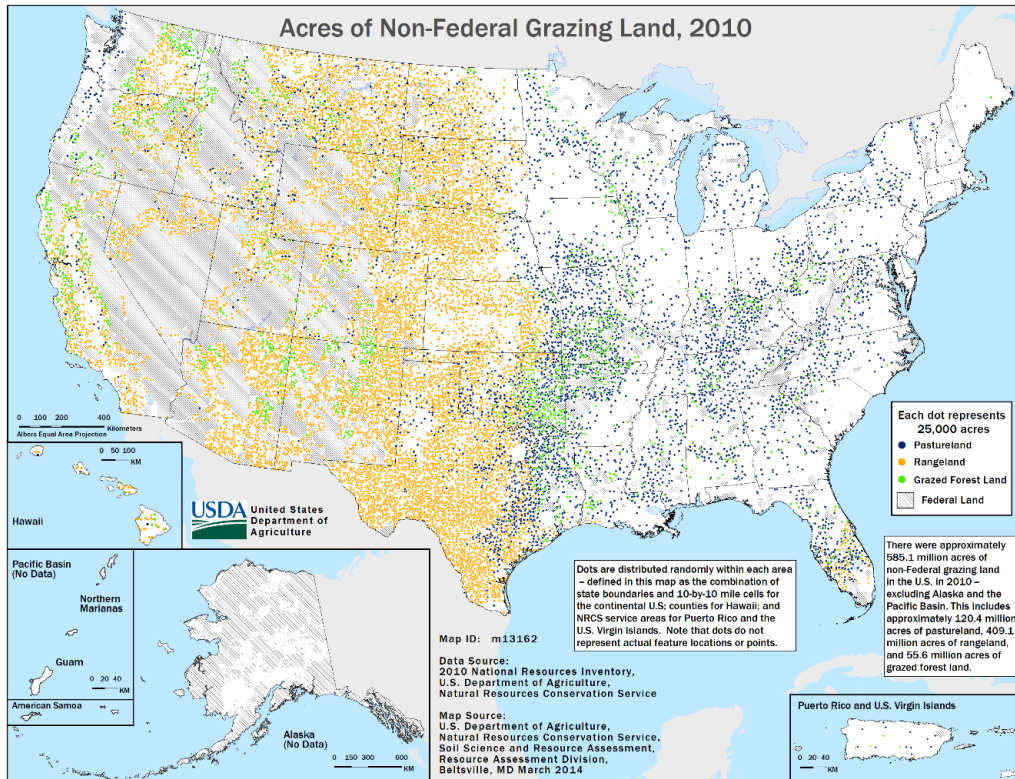 Acres of Non-Federal Grazing Land, 2010
0 100 200 400
Kilometers
Albers Equal Area Projection
0 50 100
KM
Hawaii
USDA
United States
Department of
Agriculture
Each dot represents
25,000 acres
Pastureland
Rangeland
Grazed Forest Land
Federal Land
Pacific Basin
(No Data)
Northern
Marianas
Guam
0 20 40
KM
American Samoa
Alaska
(No Data)
0 150 300 600
KM
Map ID: m13162
Data Source:
2010 National Resources Inventory,
U.S. Department of Agriculture,
Natural Resources Conservation Service
Map Source:
U.S. Department of Agriculture,
Natural Resources Conservation Service,
Soil Science and Resource Assessment,
Resource Assessment Division,
Beltsville, MD March 2014
Dots are distributed randomly within each area
– defined in this map as the combination of
state boundaries and 10-by-10 mile cells for
the continental U.S; counties for Hawaii; and
NRCS service areas for Puerto Rico and the
U.S. Virgin Islands. Note that dots do not
represent actual feature locations or points.
There were approximately
585.1 million acres of
non-Federal grazing land
in the U.S. in 2010 –
excluding Alaska and the
Pacific Basin. This includes
approximately 120.4 million
acres of pastureland, 409.1
million acres of rangeland,
and 55.6 million acres of
grazed forest land.
Puerto Rico and U.S. Virgin Islands
0 20 40
KM